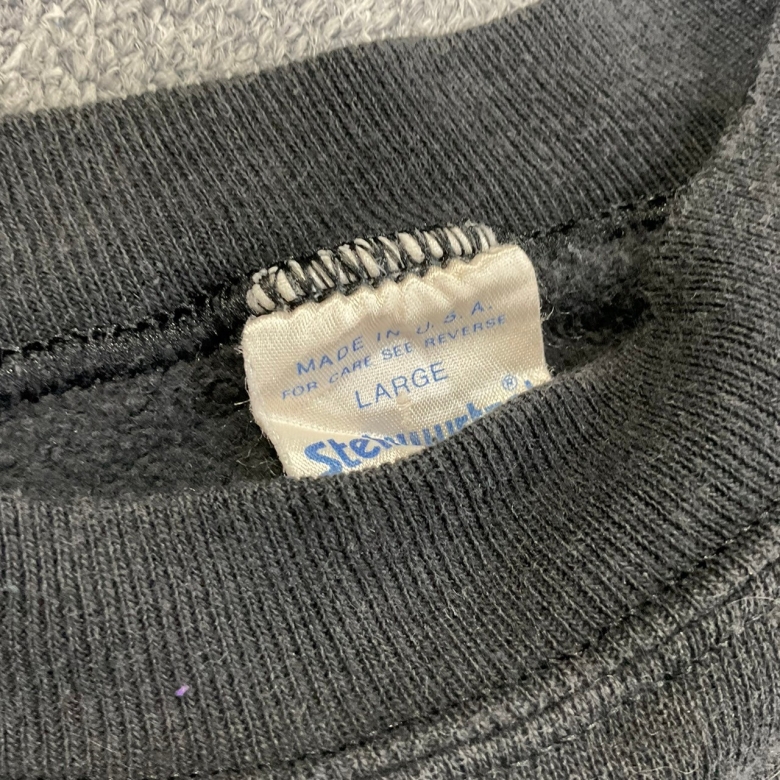 MADE IN U.S.A.
FOR CARE SEE REVERSE
LARGE
®